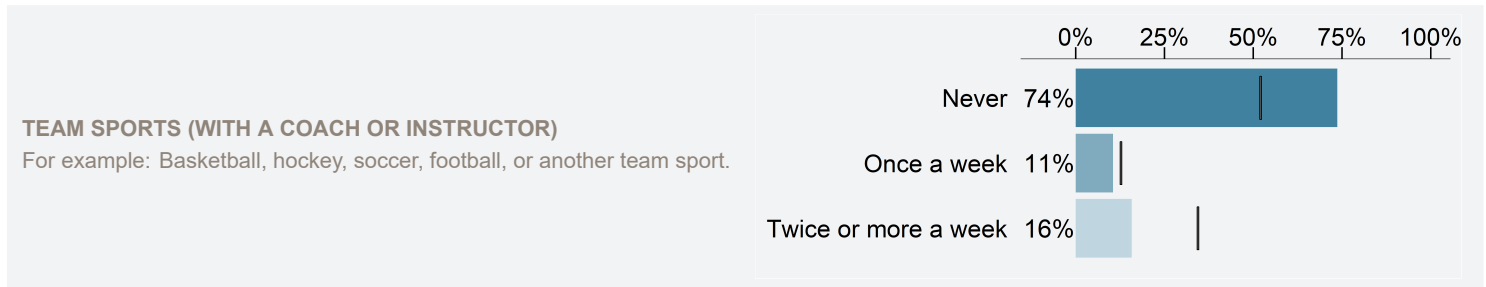 TEAM SPORTS (WITH A COACH OR INSTRUCTOR)
For example: Basketball, hockey, soccer, football, or another team sport.
0% 25% 50% 75% 100%
Never 74%
Once a week 11%
Twice or more a week 16%